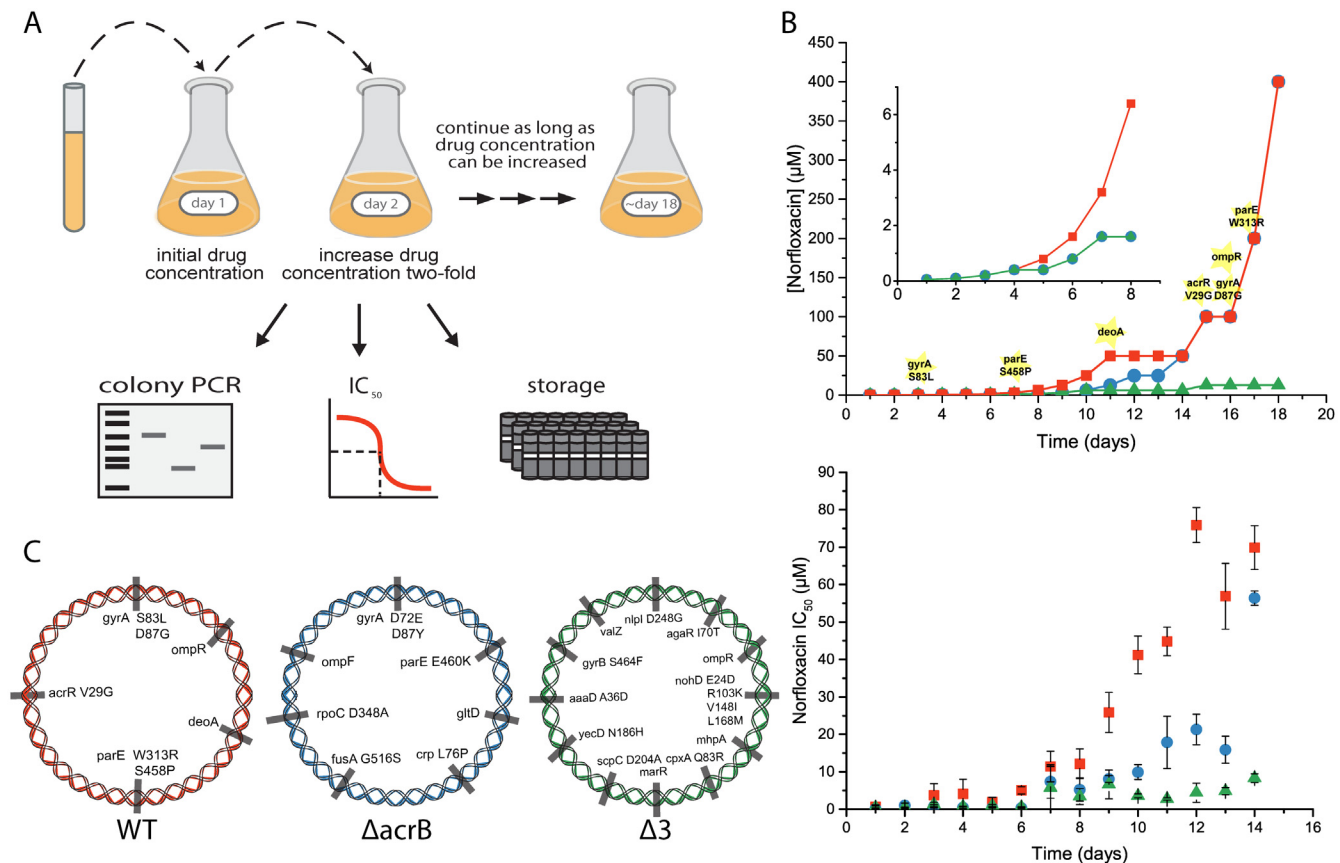 A
day 1
day 2
~day 18
continue as long as
drug concentration
can be increased
initial drug
concentration
increase drug
concentration two-fold
colony PCR
IC50
storage
B
[Norfloxacin] (µM)
450
400
350
300
250
200
150
100
50
0
6
4
2
0
0 2 4 6 8
gyrA
S83L
parE
S458P
deoA
acrR
V29G
gyrA
D87G
ompR
parE
W313R
0 2 4 6 8 10 12 14 16 18 20
Time (days)
Norfloxacin IC50 (µM)
90
80
70
60
50
40
30
20
10
0
0 2 4 6 8 10 12 14 16
Time (days)
C
gyrA S83L
D87G
ompR
acrR V29G
deoA
parE W313R
S458P
WT
gyrA D72E
D87Y
ompF
parE E460K
rpoC D348A
gltD
fusA G516S
crp L76P
ΔacrB
nlpI D248G
valZ
agaR I70T
gyrB S464F
ompR
aaaD A36D
nohD E24D
R103K
V148I
L168M
yecD N186H
mhpA
scpC D204A
cpxA Q83R
marR
Δ3